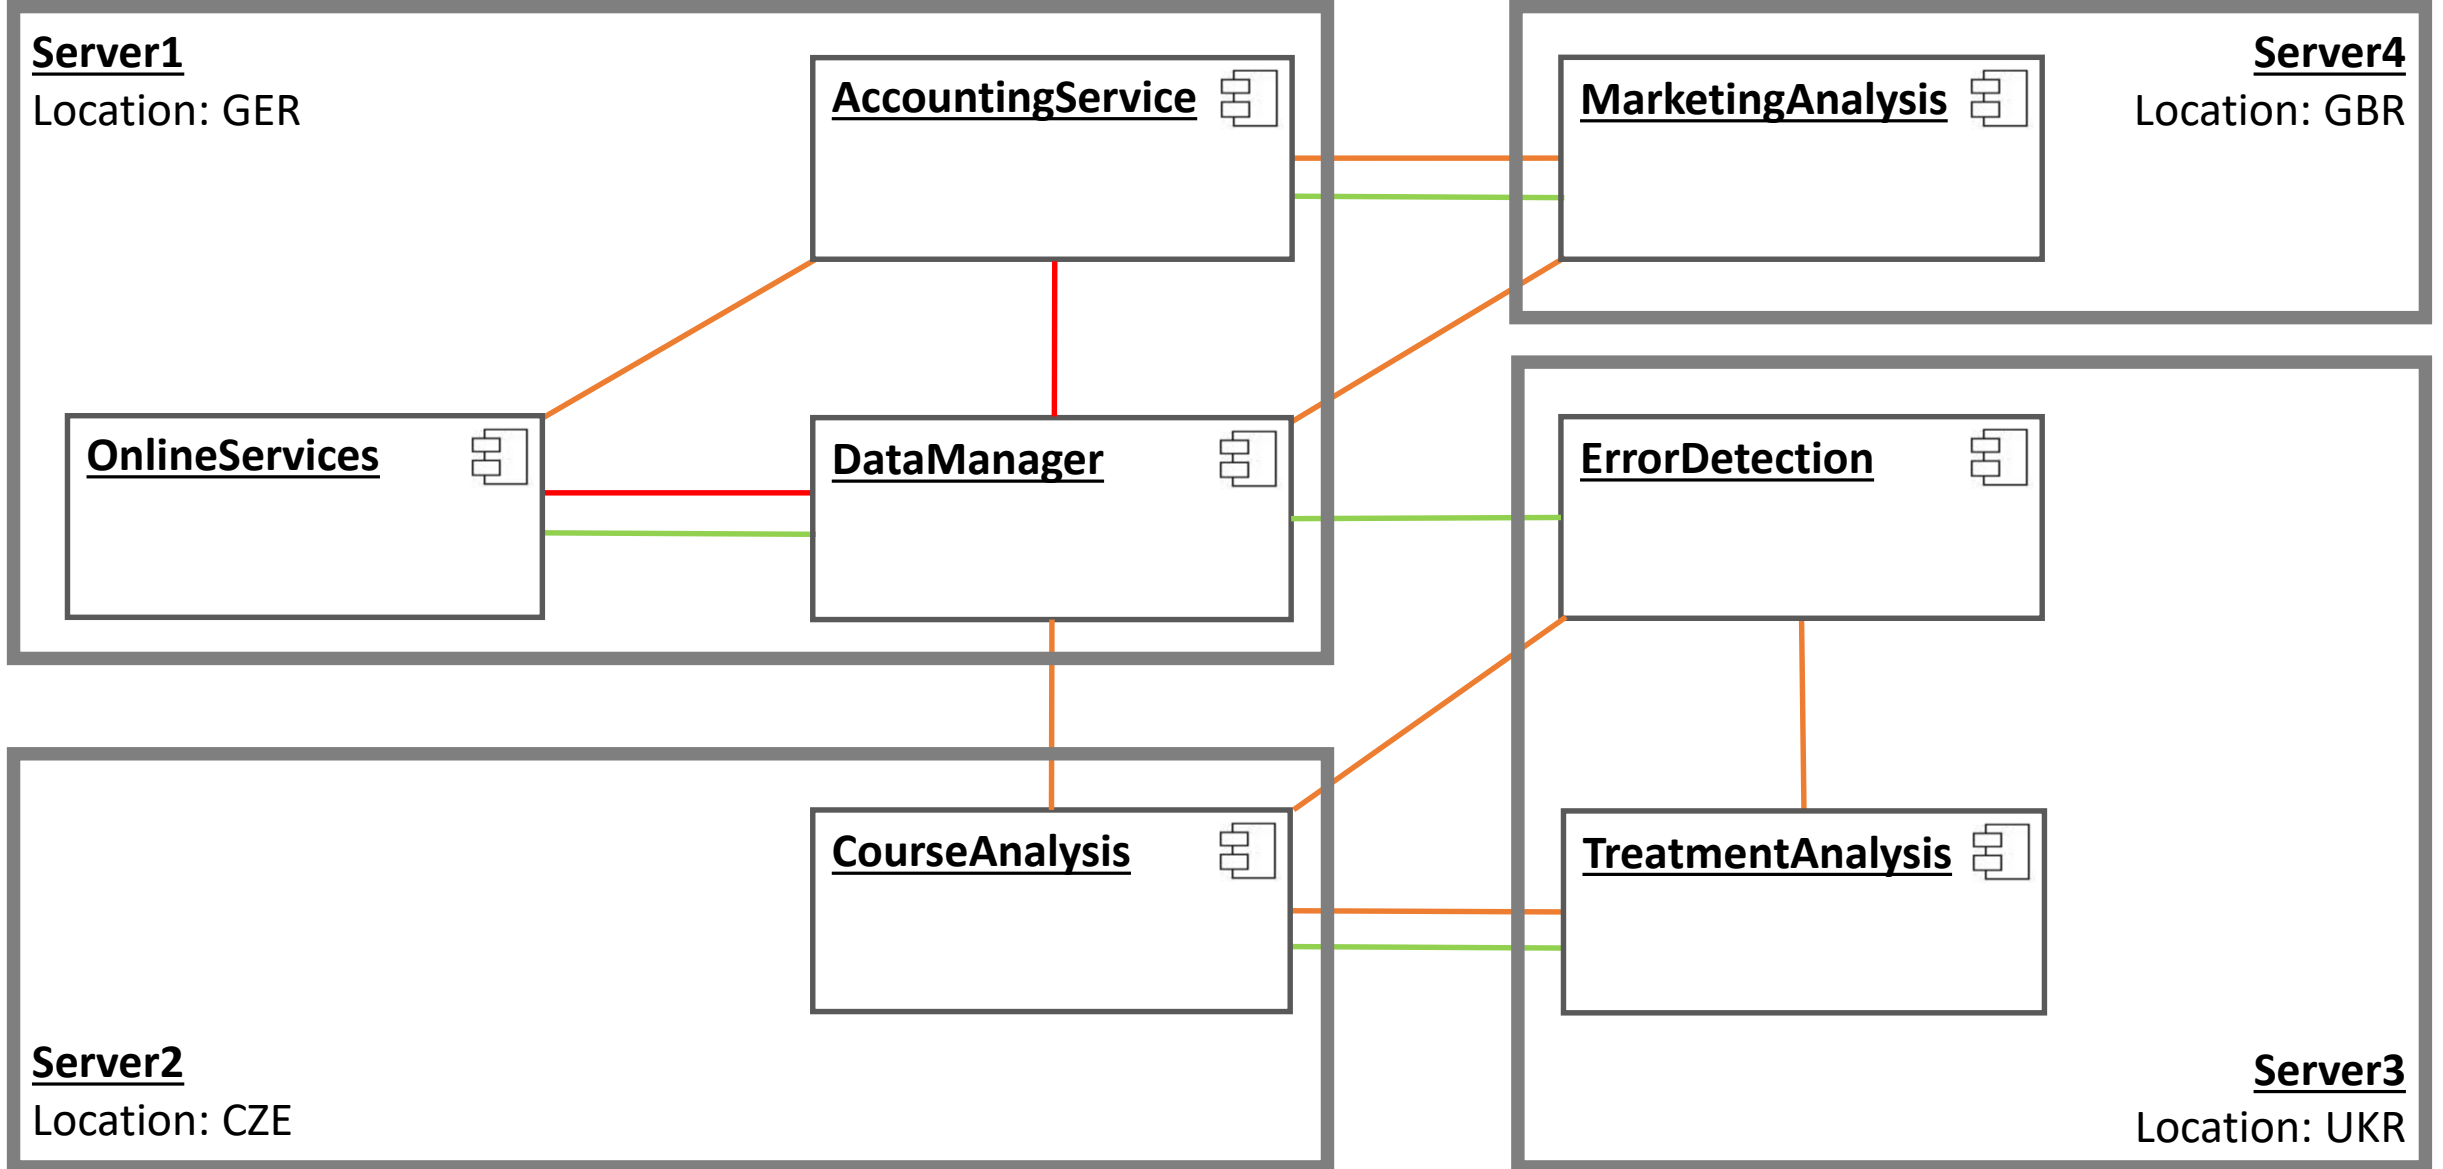 Server1
Location: GER
AccountingService
MarketingAnalysis
Server4
Location: GBR
OnlineServices
DataManager
ErrorDetection
CourseAnalysis
TreatmentAnalysis
Server2
Location: CZE
Server3
Location: UKR